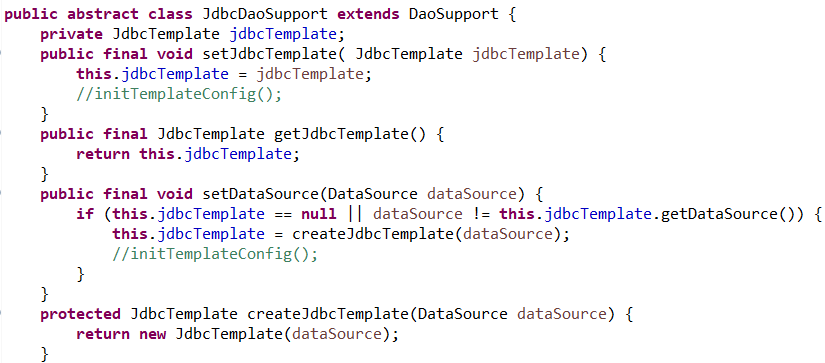 public abstract class JdbcDaoSupport extends DaoSupport {
    private JdbcTemplate jdbcTemplate;
    public final void setJdbcTemplate( JdbcTemplate jdbcTemplate) {
        this.jdbcTemplate = jdbcTemplate;
        //initTemplateConfig();
    }
    public final JdbcTemplate getJdbcTemplate() {
        return this.jdbcTemplate;
    }
    public final void setDataSource(DataSource dataSource) {
        if (this.jdbcTemplate == null || dataSource != this.jdbcTemplate.getDataSource()) {
            this.jdbcTemplate = createJdbcTemplate(dataSource);
            //initTemplateConfig();
        }
    }
    protected JdbcTemplate createJdbcTemplate(DataSource dataSource) {
        return new JdbcTemplate(dataSource);
    }